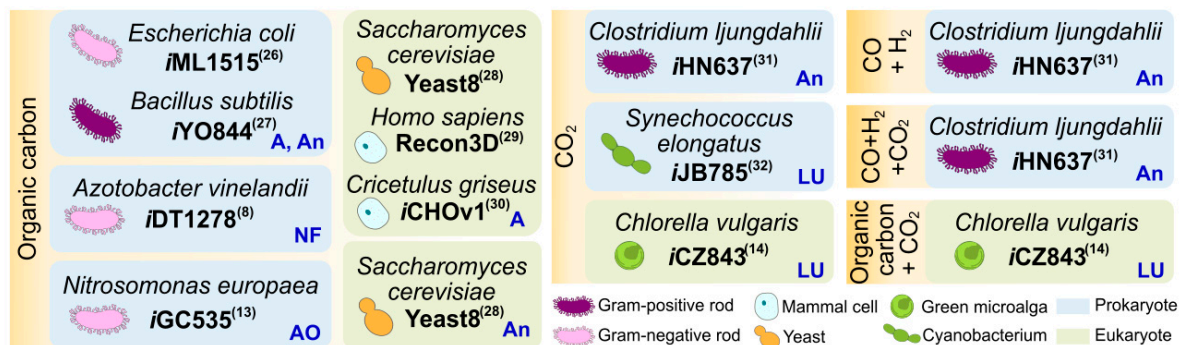 Organic carbon
Escherichia coli
iML1515(26)
Bacillus subtilis
iYO844(27)
A, An
Azotobacter vinelandii
iDT1278(8)
NF
Nitrosomonas europaea
iGC535(13)
AO
Saccharomyces
cerevisiae
Yeast8(28)
Homo sapiens
Recon3D(29)
Cricetulus griseus
iCHOv1(30)
A
Saccharomyces
cerevisiae
Yeast8(28)
An
CO2
Clostridium ljungdahlii
iHN637(31)
An
Synechococcus
elongatus
iJB785(32)
LU
Chlorella vulgaris
iCZ843(14)
LU
CO
+ H2
Clostridium ljungdahlii
iHN637(31)
An
CO+H2
+CO2
Clostridium ljungdahlii
iHN637(31)
An
Organic
carbon
+ CO2
Chlorella vulgaris
iCZ843(14)
LU
Gram-positive rod
Mammal cell
Green microalga
Prokaryote
Gram-negative rod
Yeast
Cyanobacterium
Eukaryote